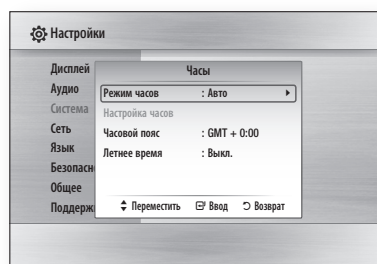 Настройки
Дисплей
Часы
Аудио
Режим часов : Авто
Система
Настройка часов
Сеть
Часовой пояс : GMT + 0:00
Язык
Летнее время : Выкл.
Безопасн
Общее
Поддерж
Переместить Ввод Возврат